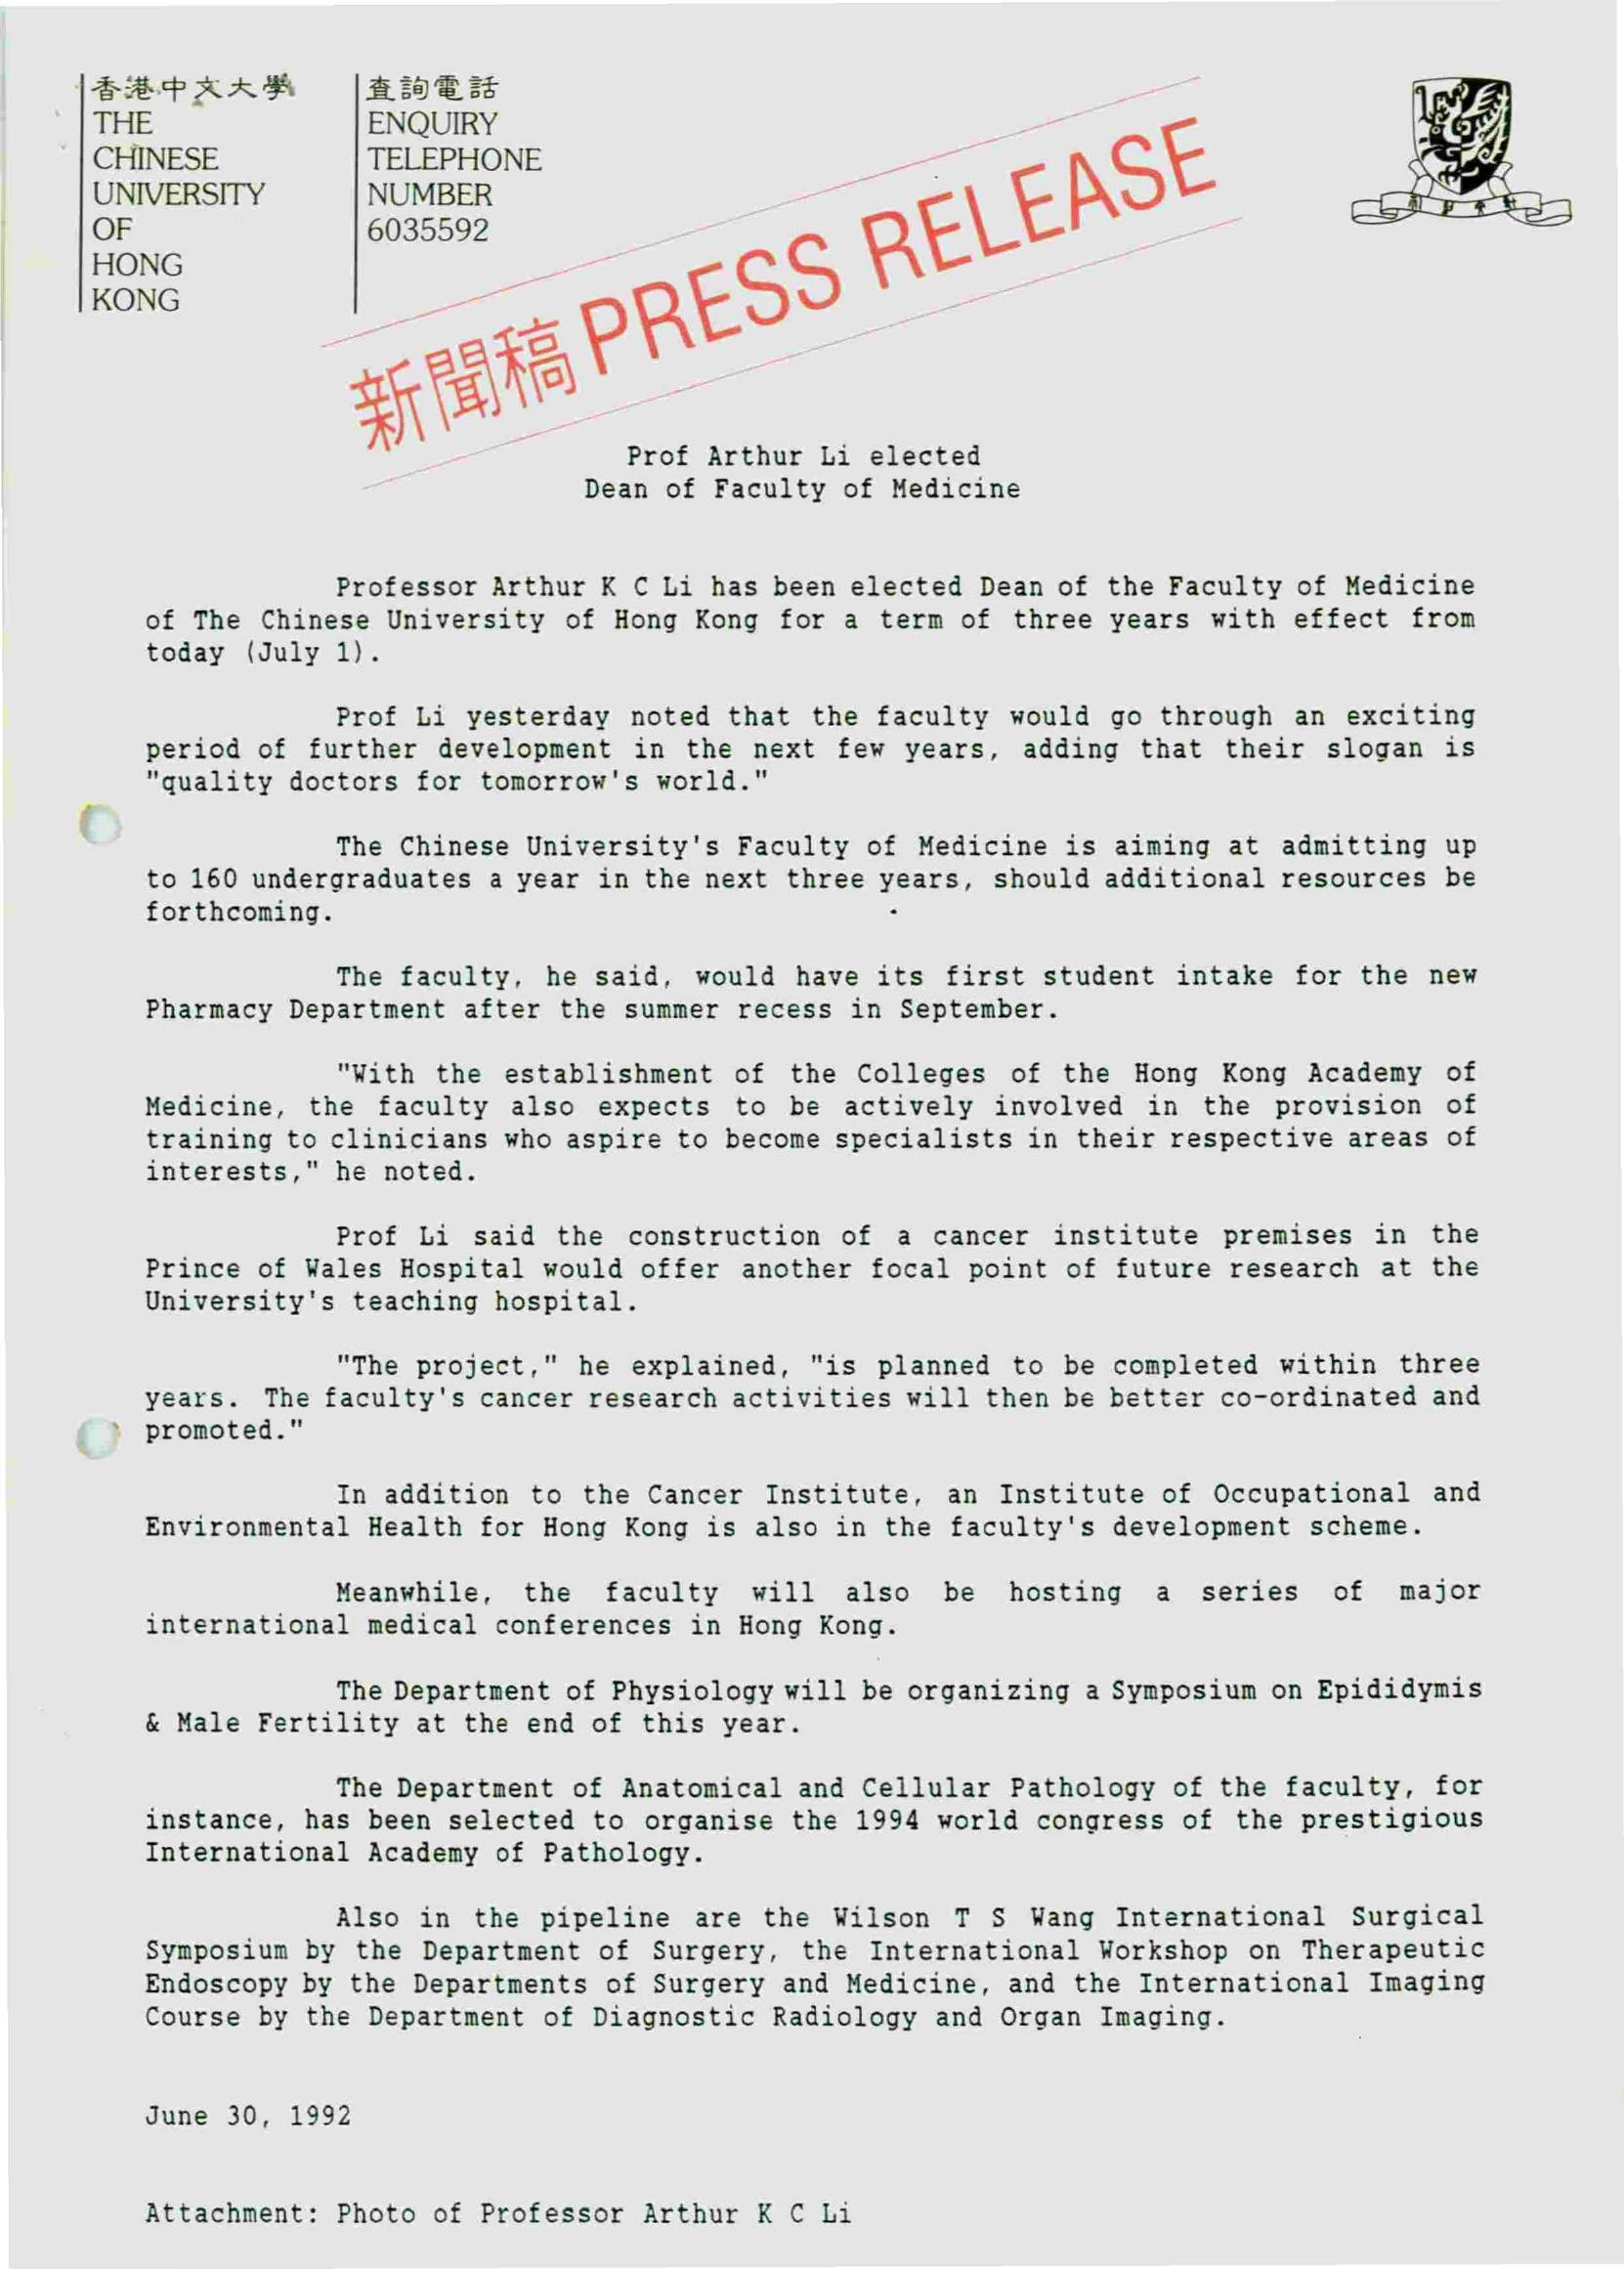 香港中文大學
THE
CHINESE
UNIVERSITY
OF
HONG
KONG
查詢電話
ENQUIRY
TELEPHONE
NUMBER
6035592
新聞稿 PRESS RELEASE
Prof Arthur Li elected
Dean of Faculty of Medicine
Professor Arthur K C Li has been elected Dean of the Faculty of Medicine
of The Chinese University of Hong Kong for a term of three years with effect from
today (July 1).
Prof Li yesterday noted that the faculty would go through an exciting
period of further development in the next few years, adding that their slogan is
"quality doctors for tomorrow's world."
The Chinese University's Faculty of Medicine is aiming at admitting up
to 160 undergraduates a year in the next three years, should additional resources be
forthcoming.
The faculty, he said, would have its first student intake for the new
Pharmacy Department after the summer recess in September.
"With the establishment of the Colleges of the Hong Kong Academy of
Medicine, the faculty also expects to be actively involved in the provision of
training to clinicians who aspire to become specialists in their respective areas of
interests," he noted.
Prof Li said the construction of a cancer institute premises in the
Prince of Wales Hospital would offer another focal point of future research at the
University's teaching hospital.
"The project," he explained, "is planned to be completed within three
years. The faculty's cancer research activities will then be better co-ordinated and
promoted."
In addition to the Cancer Institute, an Institute of Occupational and
Environmental Health for Hong Kong is also in the faculty's development scheme.
Meanwhile, the faculty will also be hosting a series of major
international medical conferences in Hong Kong.
The Department of Physiology will be organizing a Symposium on Epididymis
& Male Fertility at the end of this year.
The Department of Anatomical and Cellular Pathology of the faculty, for
instance, has been selected to organise the 1994 world congress of the prestigious
International Academy of Pathology.
Also in the pipeline are the Wilson T S Wang International Surgical
Symposium by the Department of Surgery, the International Workshop on Therapeutic
Endoscopy by the Departments of Surgery and Medicine, and the International Imaging
Course by the Department of Diagnostic Radiology and Organ Imaging.
June 30, 1992
Attachment: Photo of Professor Arthur K C Li